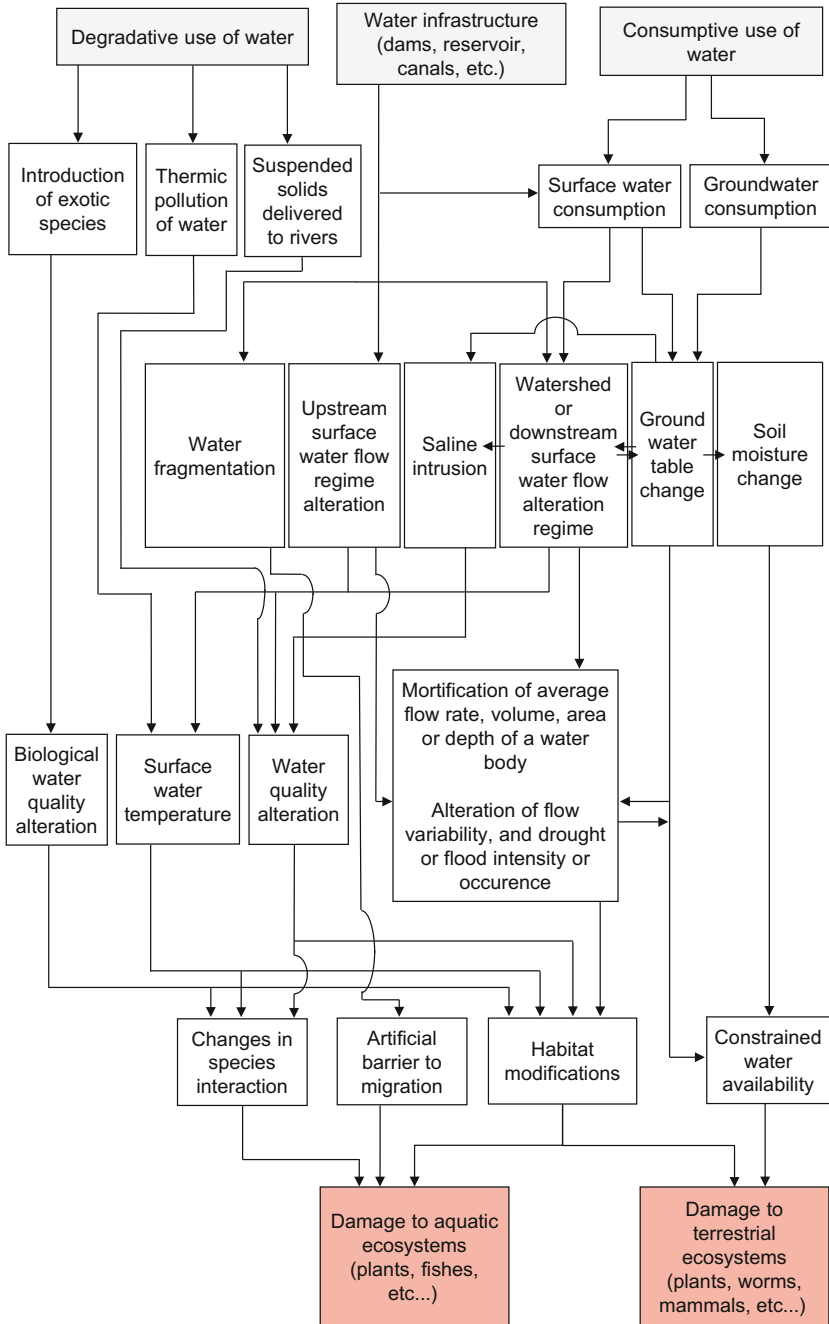 Degradative use of water
Water infrastructure
(dams, reservoir,
canals, etc.)
Consumptive use of
water
Introduction
of exotic
species
Thermic
pollution
of water
Suspended
solids
delivered
to rivers
Surface water
consumption
Groundwater
consumption
Water
fragmentation
Upstream
surface
water flow
regime
alteration
Saline
intrusion
Watershed
or
downstream
surface
water flow
alteration
regime
Ground
water
table
change
Soil
moisture
change
Mortification of average
flow rate, volume, area
or depth of a water
body
Alteration of flow
variability, and drought
or flood intensity or
occurence
Biological
water
quality
alteration
Surface
water
temperature
Water
quality
alteration
Changes in
species
interaction
Artificial
barrier to
migration
Habitat
modifications
Constrained
water
availability
Damage to aquatic
ecosystems
(plants, fishes,
etc...)
Damage to
terrestrial
ecosystems
(plants, worms,
mammals, etc...)